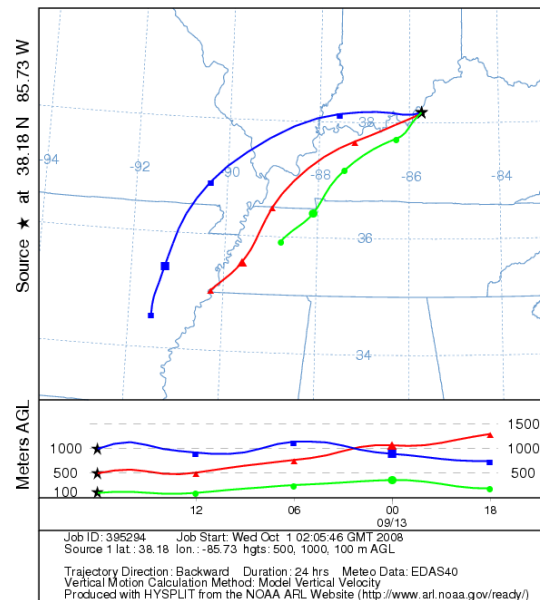 Source ★ at 38.18 N 85.73 W
-94
-92
-90
-88
-86
-84
38
36
34
Meters AGL
1500
1000
1000
500
500
100
12
06
00
18
09/13
Job ID: 395294 Job Start: Wed Oct 1 02:05:46 GMT 2008
Source 1 lat.: 38.18 lon.: -85.73 hgts: 500, 1000, 100 m AGL
Trajectory Direction: Backward Duration: 24 hrs Meteo Data: EDAS40
Vertical Motion Calculation Method: Model Vertical Velocity
Produced with HYSPLIT from the NOAA ARL Website (http://www.arl.noaa.gov/ready/)